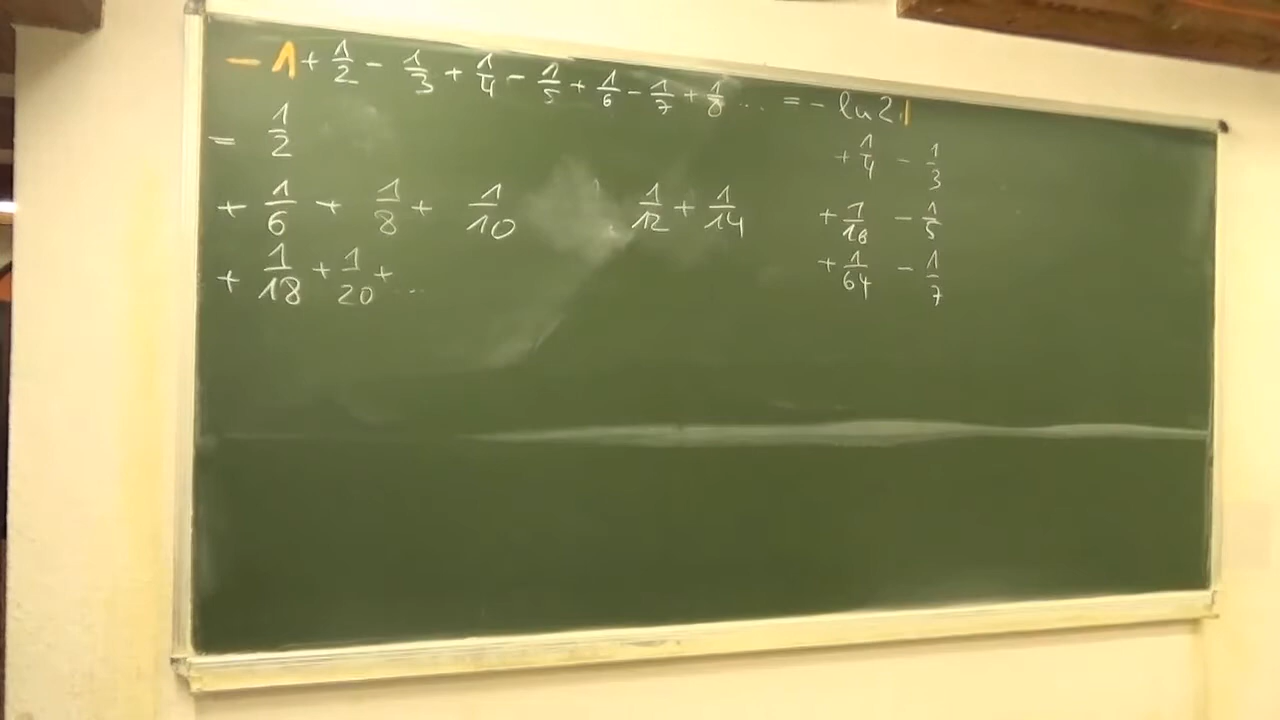 - 1 + 1/2 - 1/3 + 1/4 - 1/5 + 1/6 - 1/7 + 1/8 ... = - ln 2
= 1/2 + 1/4 - 1/3
+ 1/6 + 1/8 + 1/10 1/12 + 1/14 + 1/16 - 1/5
+ 1/18 + 1/20 + ... + 1/64 - 1/7